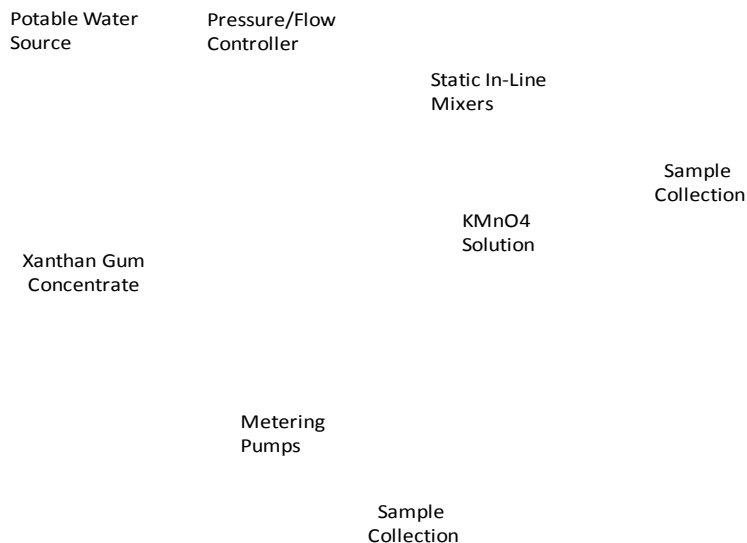 Potable Water
Source
Pressure/Flow
Controller
Static In-Line
Mixers
Sample
Collection
KMnO4
Solution
Xanthan Gum
Concentrate
Metering
Pumps
Sample
Collection